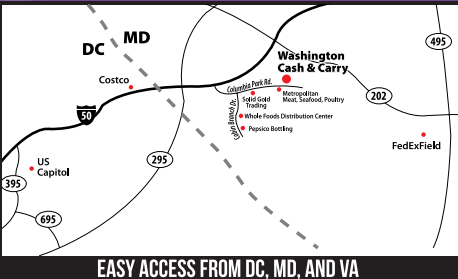 DC
MD
495
Washington
Cash & Carry
Costco
Columbia Park Rd.
Solid Gold
Trading
Metropolitan
Meat, Seafood, Poultry
202
50
Cabin Branch Dr.
Whole Foods Distribution Center
Pepsico Bottling
FedExField
US
Capitol
295
395
695
EASY ACCESS FROM DC, MD, AND VA